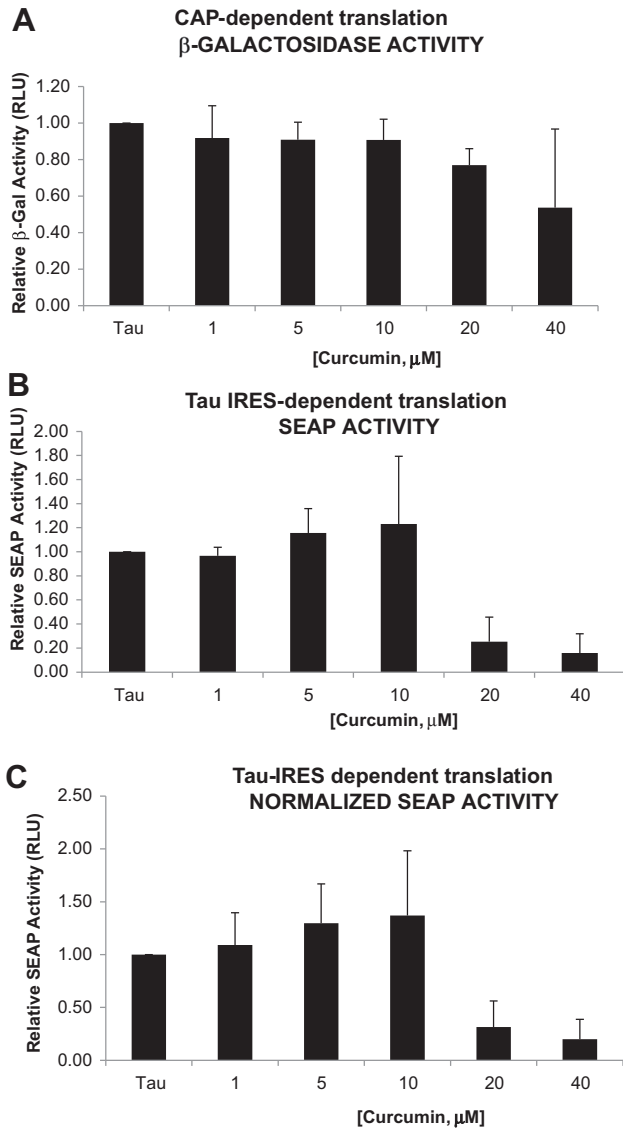 A
CAP-dependent translation
β-GALACTOSIDASE ACTIVITY
Relative β-Gal Activity (RLU)
1.20
1.00
0.80
0.60
0.40
0.20
0.00
Tau 1 5 10 20 40
[Curcumin, μM]
B
Tau IRES-dependent translation
SEAP ACTIVITY
Relative SEAP Activity (RLU)
2.00
1.80
1.60
1.40
1.20
1.00
0.80
0.60
0.40
0.20
0.00
Tau 1 5 10 20 40
[Curcumin, μM]
C
Tau-IRES dependent translation
NORMALIZED SEAP ACTIVITY
Relative SEAP Activity (RLU)
2.50
2.00
1.50
1.00
0.50
0.00
Tau 1 5 10 20 40
[Curcumin, μM]